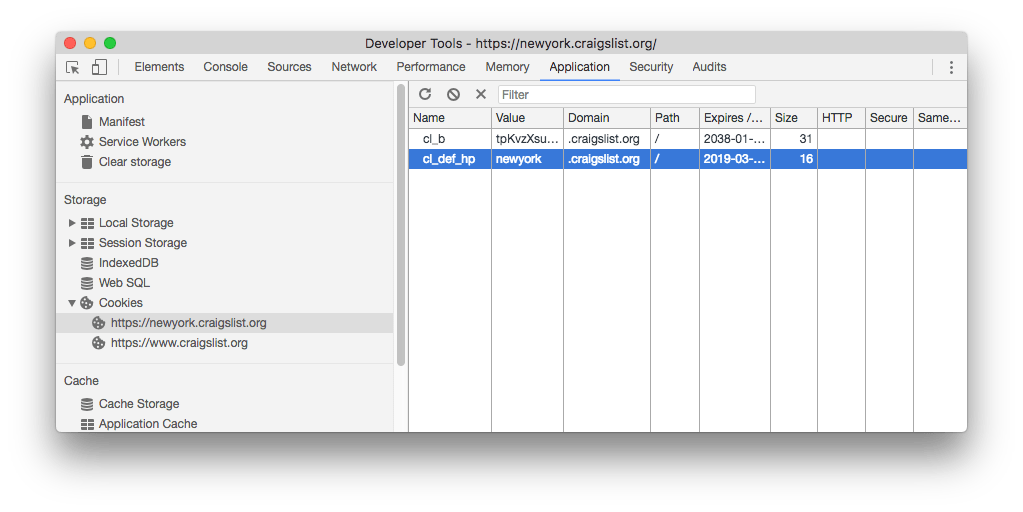 Developer Tools - https://newyork.craigslist.org/
Elements Console Sources Network Performance Memory Application Security Audits
Application
Manifest
Service Workers
Clear storage
Storage
Local Storage
Session Storage
IndexedDB
Web SQL
Cookies
https://newyork.craigslist.org
https://www.craigslist.org
Cache
Cache Storage
Application Cache
Filter
Name Value Domain Path Expires /... Size HTTP Secure Same...
cl_b tpKvzXsu... .craigslist.org / 2038-01-... 31
cl_def_hp newyork .craigslist.org / 2019-03-... 16